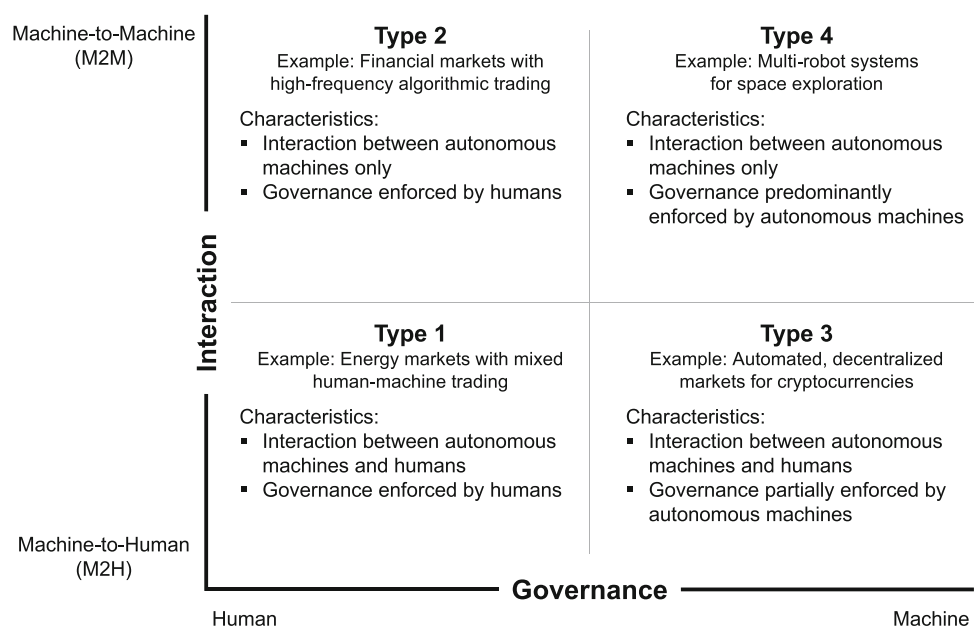 Machine-to-Machine
(M2M)
Type 2
Example: Financial markets with
high-frequency algorithmic trading
Characteristics:
▪ Interaction between autonomous
machines only
▪ Governance enforced by humans
Type 4
Example: Multi-robot systems
for space exploration
Characteristics:
▪ Interaction between autonomous
machines only
▪ Governance predominantly
enforced by autonomous machines
Interaction
Type 1
Example: Energy markets with mixed
human-machine trading
Characteristics:
▪ Interaction between autonomous
machines and humans
▪ Governance enforced by humans
Type 3
Example: Automated, decentralized
markets for cryptocurrencies
Characteristics:
▪ Interaction between autonomous
machines and humans
▪ Governance partially enforced by
autonomous machines
Machine-to-Human
(M2H)
Governance
Human
Machine